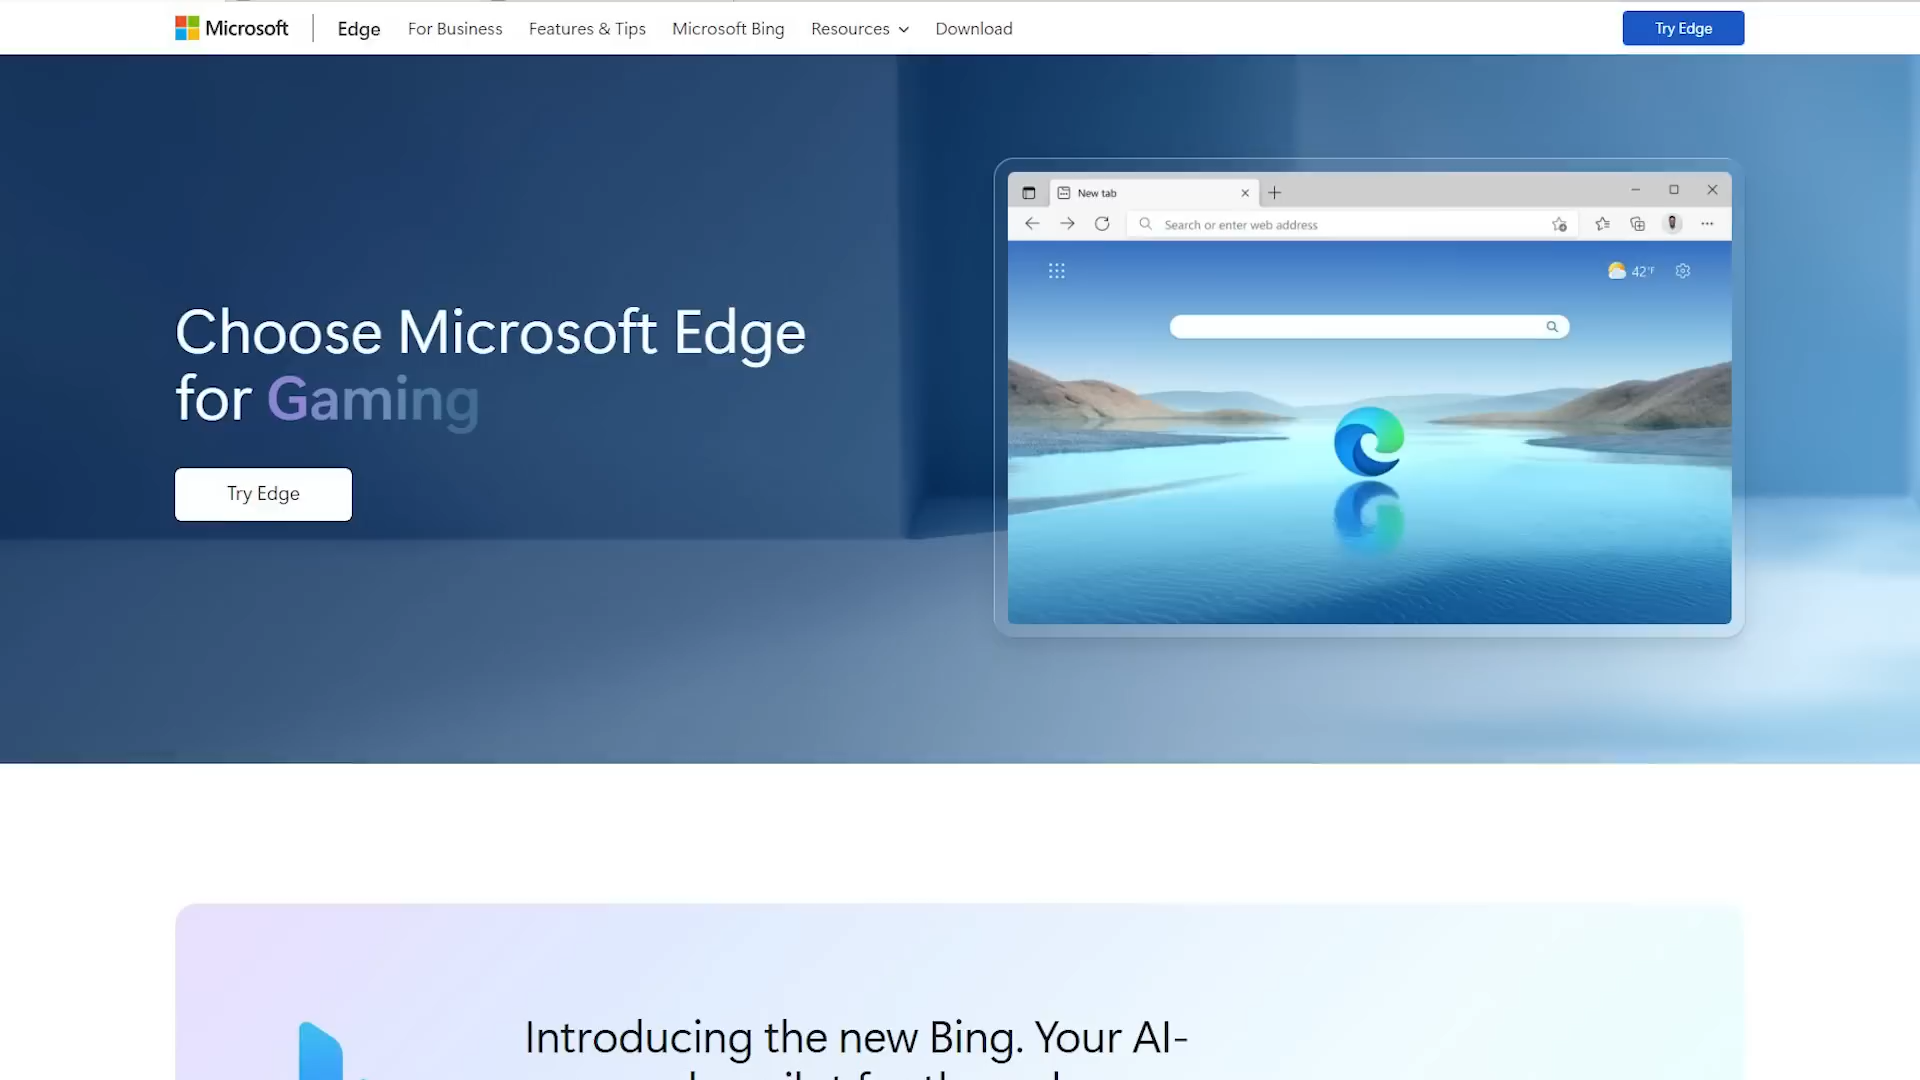 Microsoft
Edge
For Business
Features & Tips
Microsoft Bing
Resources
Download
Try Edge
New tab
Search or enter web address
42°F
Choose Microsoft Edge
for Gaming
Try Edge
Introducing the new Bing. Your AI-